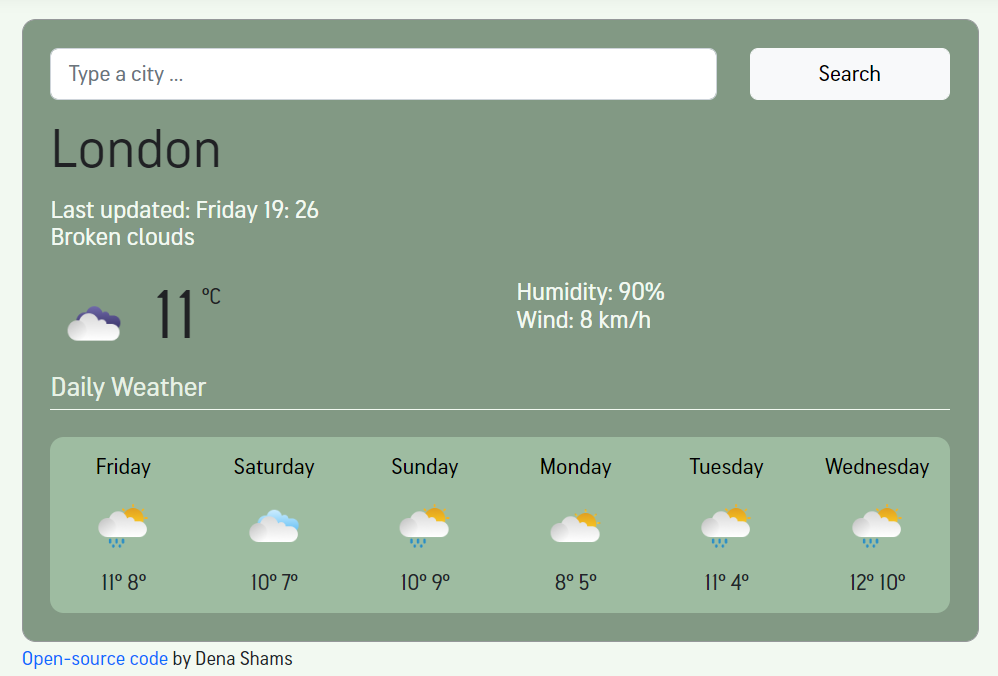 Type a city ...
Search
London
Last updated: Friday 19: 26
Broken clouds
11 ºC
Humidity: 90%
Wind: 8 km/h
Daily Weather
Friday Saturday Sunday Monday Tuesday Wednesday
11º 8º 10º 7º 10º 9º 8º 5º 11º 4º 12º 10º
Open-source code by Dena Shams